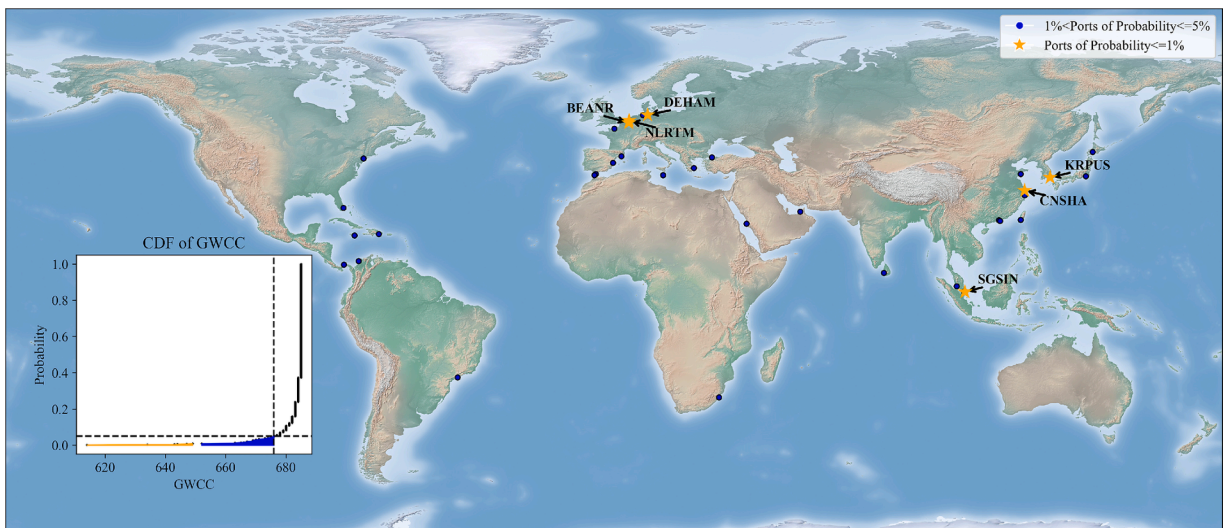 1%<Ports of Probability<=5%
Ports of Probability<=1%
BEANR
DEHAM
NLRTM
KRPUS
CNSHA
SGSIN
CDF of GWCC
1.0
0.8
0.6
0.4
0.2
0.0
Probability
620
640
660
680
GWCC